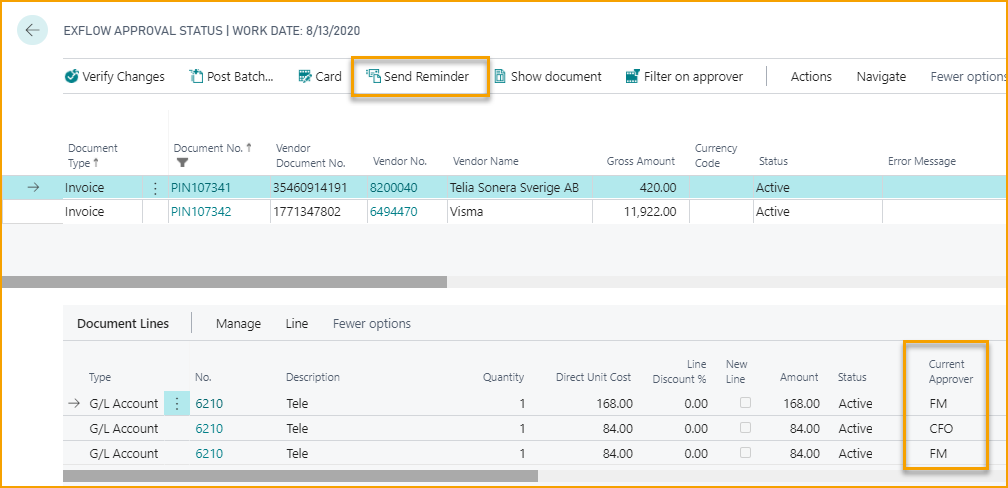 EXFLOW APPROVAL STATUS | WORK DATE: 8/13/2020
Verify Changes Post Batch... Card Send Reminder Show document Filter on approver Actions Navigate Fewer options
Document Type ↑ Document No. ↑ Vendor Document No. Vendor No. Vendor Name Gross Amount Currency Code Status Error Message
Invoice PIN107341 35460914191 8200040 Telia Sonera Sverige AB 420.00 Active
Invoice PIN107342 1771347802 6494470 Visma 11,922.00 Active
Document Lines Manage Line Fewer options
Type No. Description Quantity Direct Unit Cost Line Discount % New Line Amount Status Current Approver
G/L Account 6210 Tele 1 168.00 0.00 168.00 Active FM
G/L Account 6210 Tele 1 84.00 0.00 84.00 Active CFO
G/L Account 6210 Tele 1 84.00 0.00 84.00 Active FM